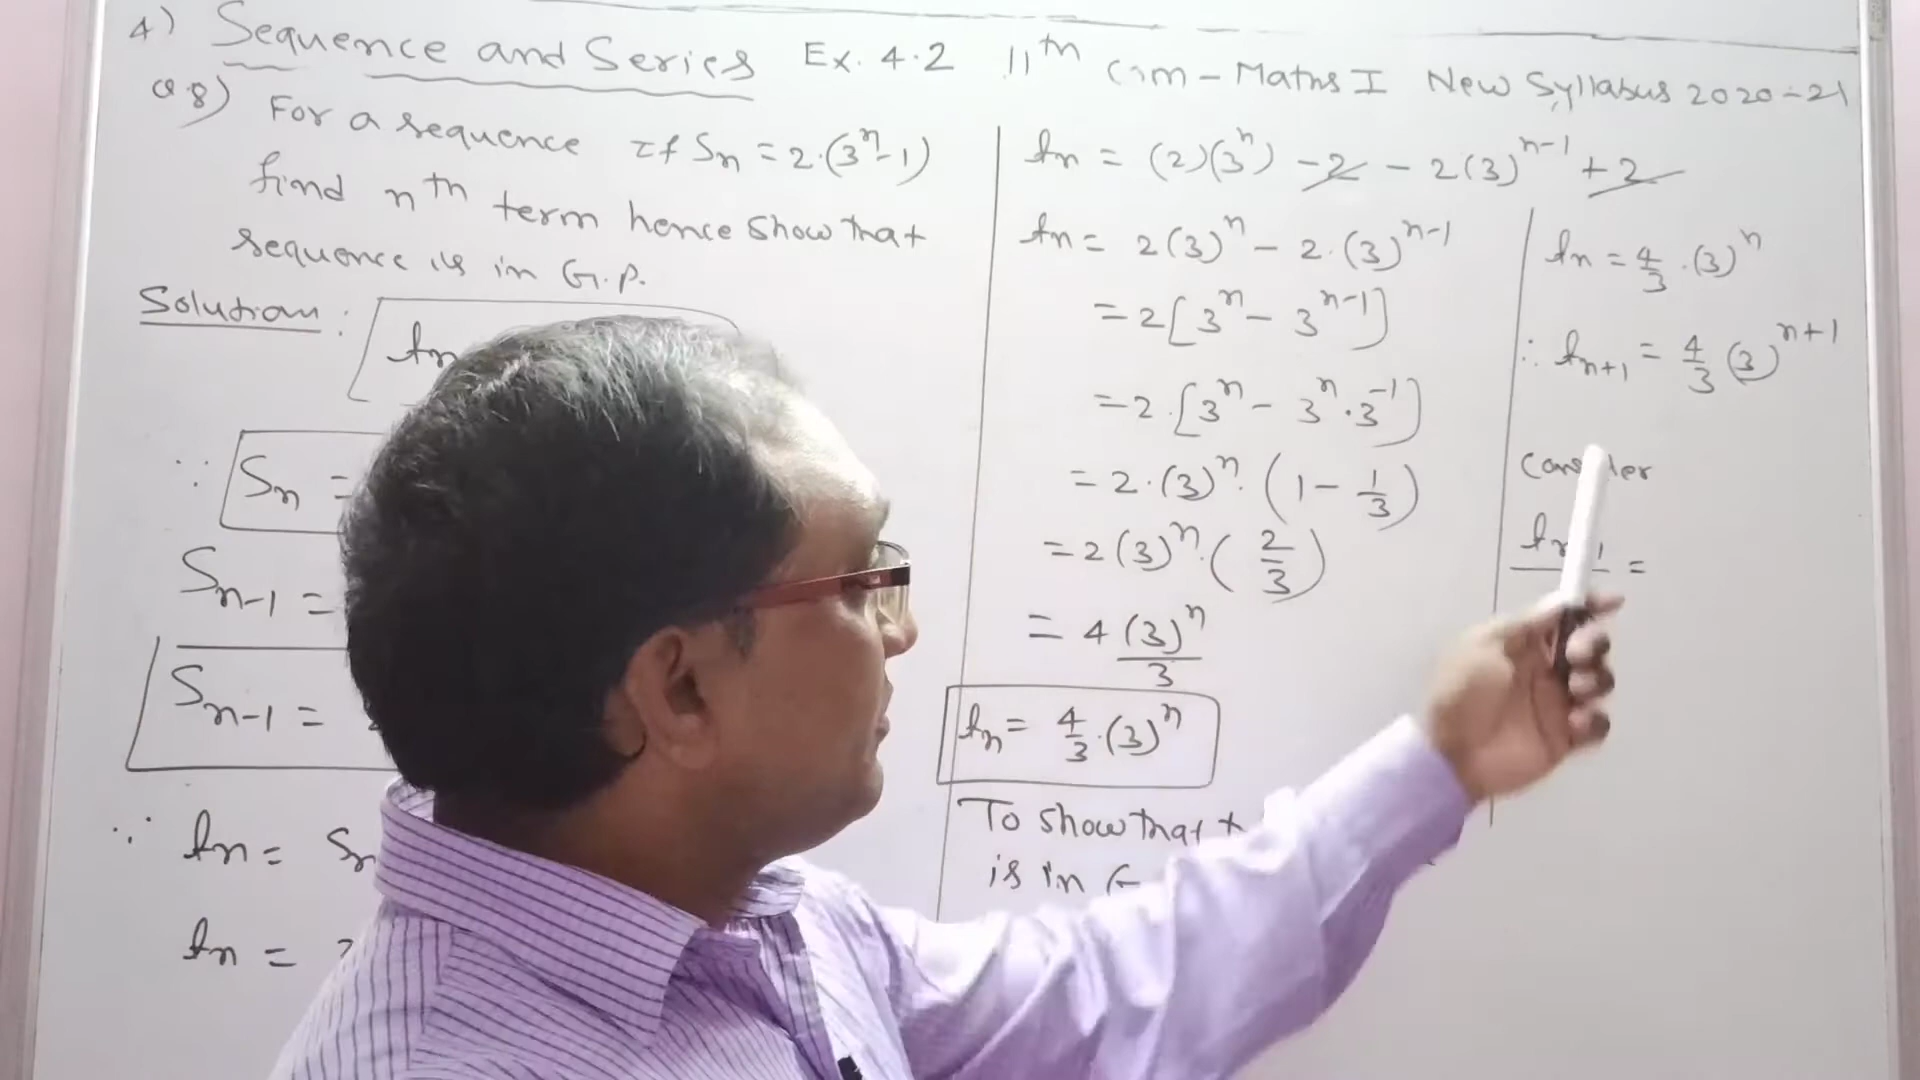 4) Sequence and Series Ex. 4.2 11th Com - Maths I New Syllabus 2020-21
Q.8) For a sequence If Sn = 2.(3^n - 1)
find nth term hence show that
sequence is in G.P.
Solution :
tn
∵ Sn =
Sn-1 =
Sn-1 =
∵ tn = Sn
tn = 2
tn = (2)(3^n) - 2 - 2(3)^n-1 + 2
tn = 2(3)^n - 2.(3)^n-1
= 2[3^n - 3^n-1]
= 2.[3^n - 3^n . 3^-1]
= 2.(3)^n . (1 - 1/3)
= 2(3)^n . (2/3)
= 4 (3)^n / 3
tn = 4/3 .(3)^n
To show that t
is in G
tn = 4/3 .(3)^n
∴ tn+1 = 4/3 (3)^n+1
=